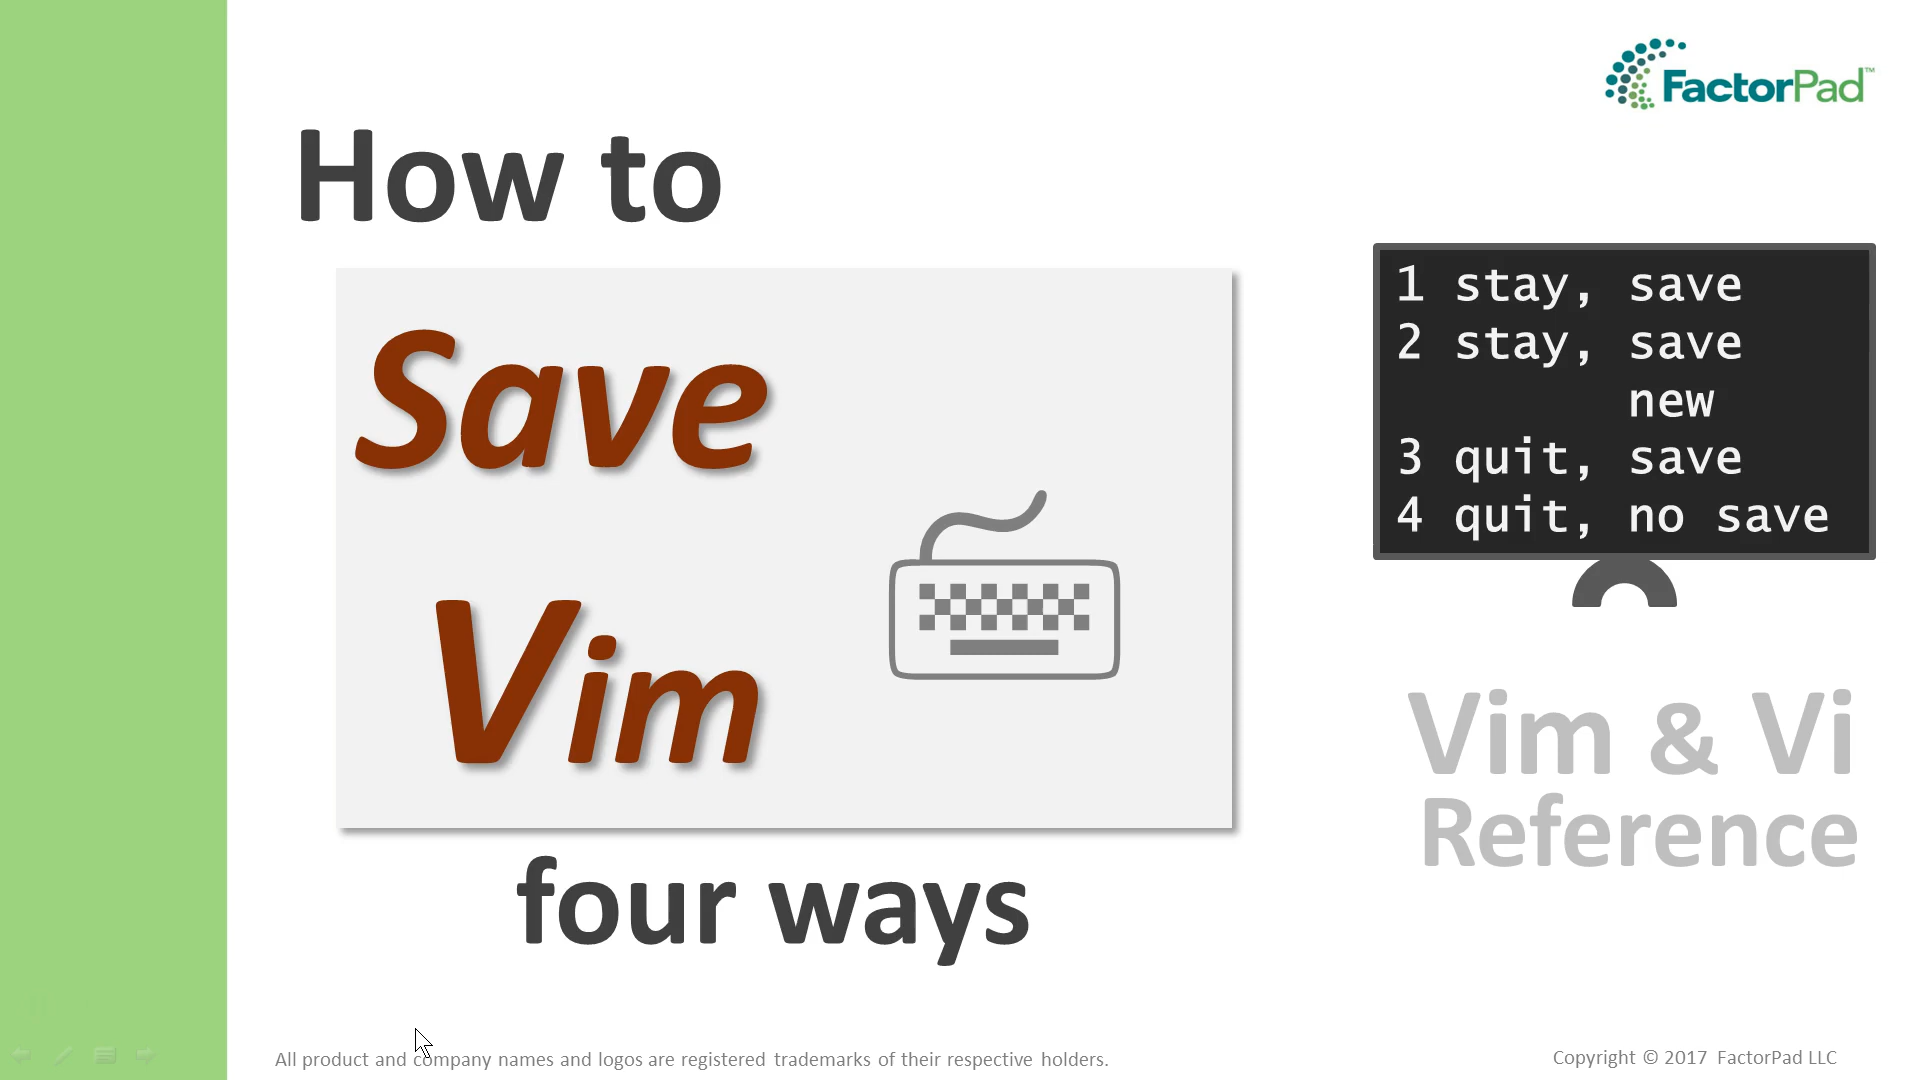 FactorPad™
How to
Save
Vim
four ways
1 stay, save
2 stay, save
new
3 quit, save
4 quit, no save
Vim & Vi
Reference
All product and company names and logos are registered trademarks of their respective holders.
Copyright © 2017 FactorPad LLC